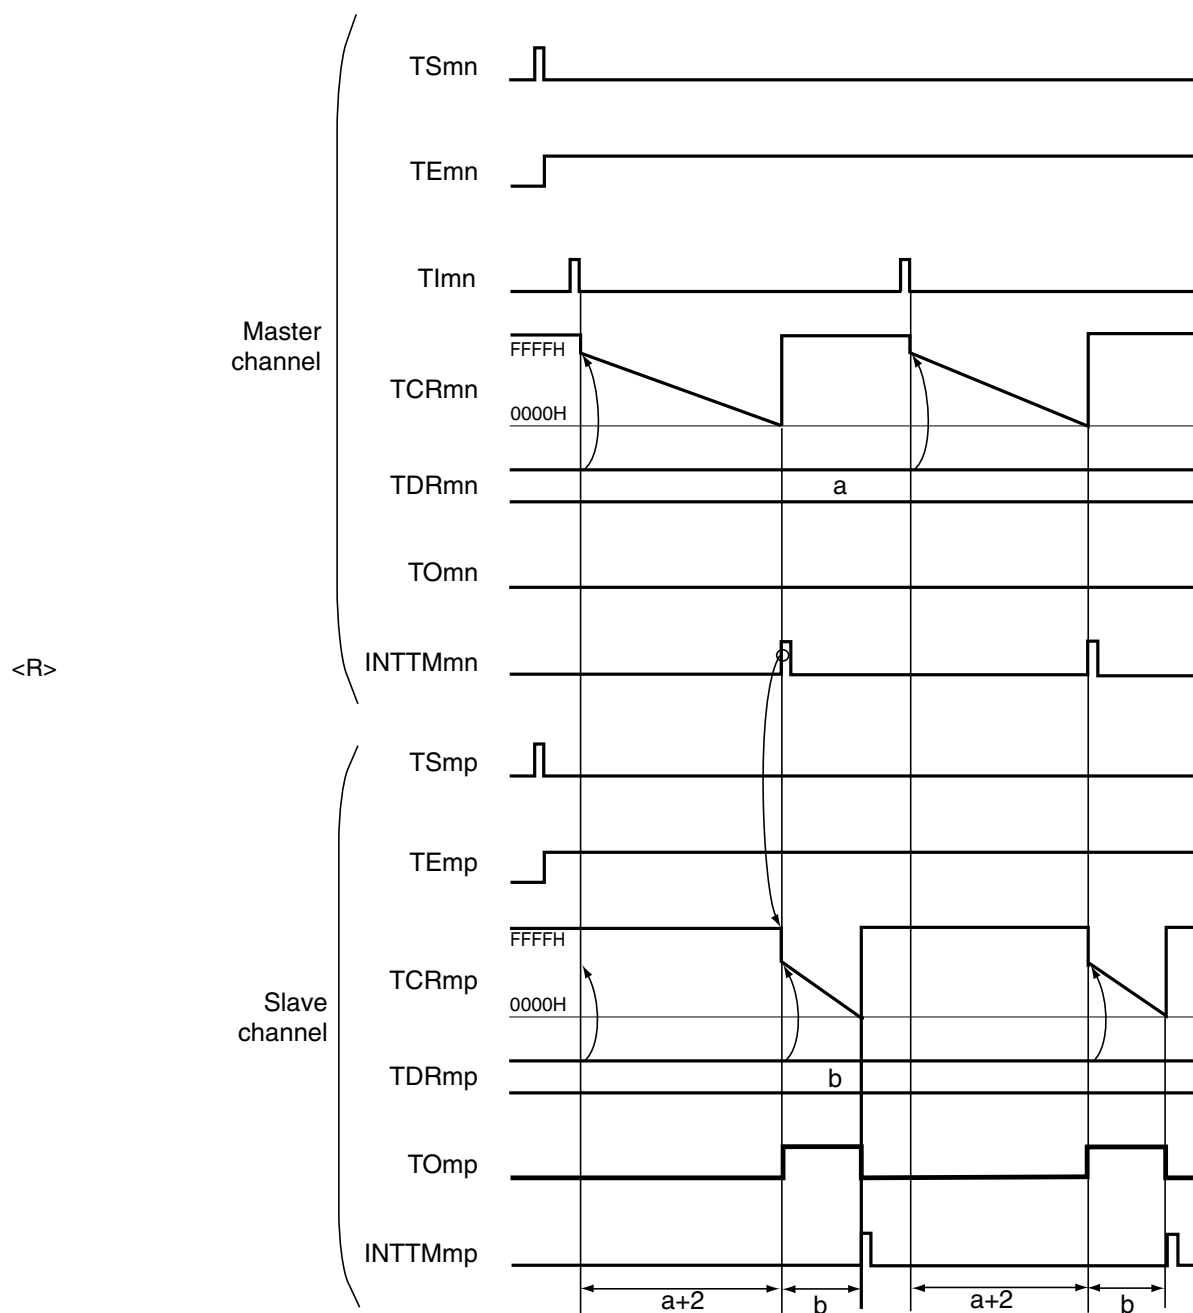 TSmn
TEmn
TImn
Master
channel
FFFFH
TCRmn
0000H
TDRmn
a
TOmn
<R>
INTTMmn
TSmp
TEmp
FFFFH
TCRmp
0000H
Slave
channel
TDRmp
b
TOmp
INTTMmp
a+2
b
a+2
b